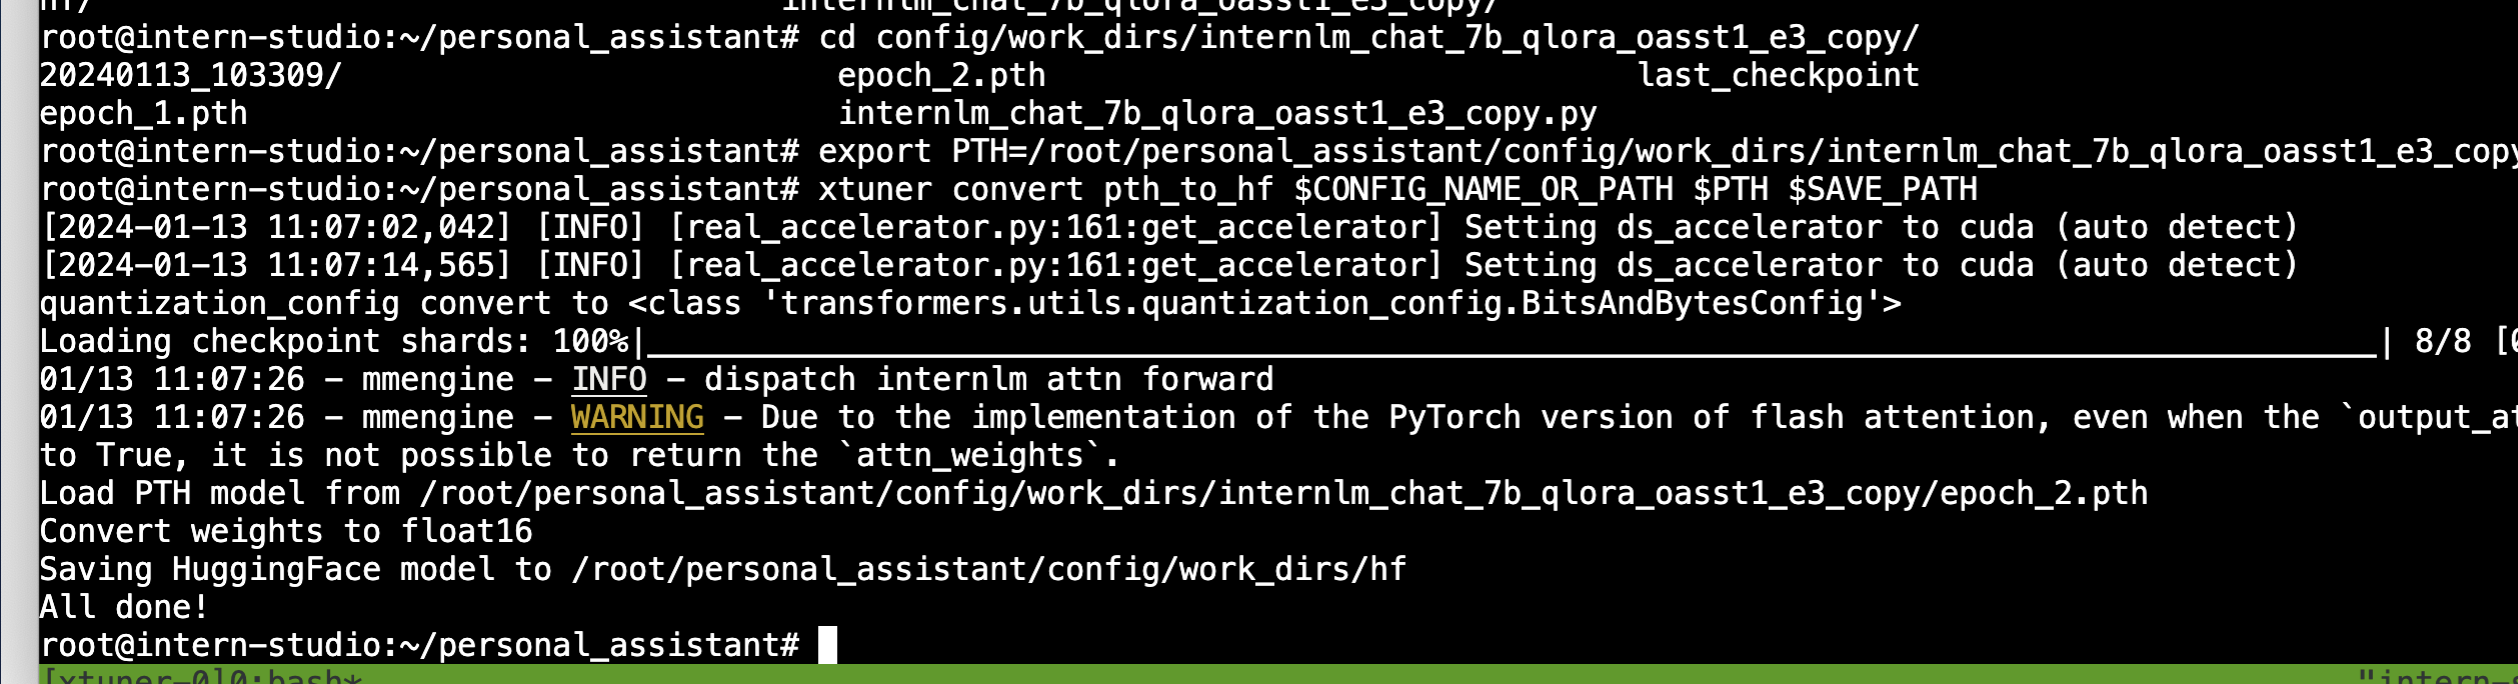 hf/ internlm_chat_7b_qlora_oasst1_e3_copy/
root@intern-studio:~/personal_assistant# cd config/work_dirs/internlm_chat_7b_qlora_oasst1_e3_copy/
20240113_103309/ epoch_2.pth last_checkpoint
epoch_1.pth internlm_chat_7b_qlora_oasst1_e3_copy.py
root@intern-studio:~/personal_assistant# export PTH=/root/personal_assistant/config/work_dirs/internlm_chat_7b_qlora_oasst1_e3_copy
root@intern-studio:~/personal_assistant# xtuner convert pth_to_hf $CONFIG_NAME_OR_PATH $PTH $SAVE_PATH
[2024-01-13 11:07:02,042] [INFO] [real_accelerator.py:161:get_accelerator] Setting ds_accelerator to cuda (auto detect)
[2024-01-13 11:07:14,565] [INFO] [real_accelerator.py:161:get_accelerator] Setting ds_accelerator to cuda (auto detect)
quantization_config convert to <class 'transformers.utils.quantization_config.BitsAndBytesConfig'>
Loading checkpoint shards: 100%|| 8/8 [0
01/13 11:07:26 - mmengine - INFO - dispatch internlm attn forward
01/13 11:07:26 - mmengine - WARNING - Due to the implementation of the PyTorch version of flash attention, even when the `output_at
to True, it is not possible to return the `attn_weights`.
Load PTH model from /root/personal_assistant/config/work_dirs/internlm_chat_7b_qlora_oasst1_e3_copy/epoch_2.pth
Convert weights to float16
Saving HuggingFace model to /root/personal_assistant/config/work_dirs/hf
All done!
root@intern-studio:~/personal_assistant#
[xtuner-0]0:bash* "intern-s